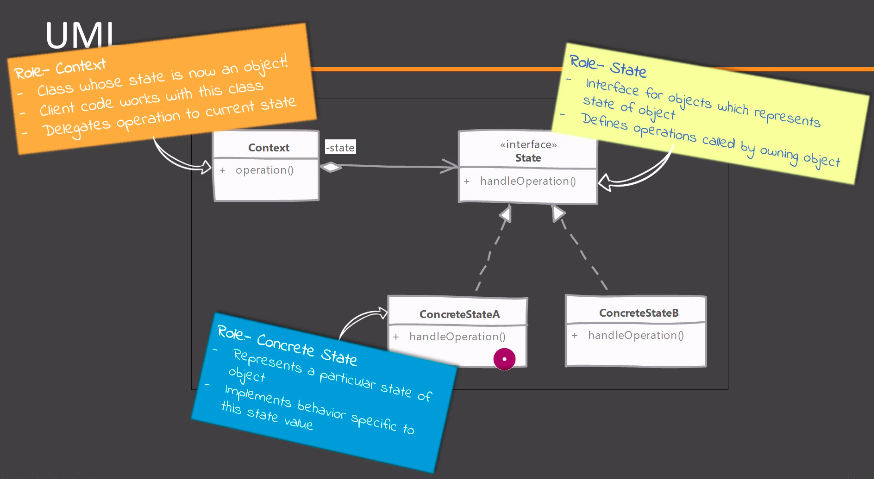 UML
Role- Context
- Class whose state is now an object!
- Client code works with this class
- Delegates operation to current state
Role- State
- Interface for objects which represents
state of object
- Defines operations called by owning object
Context
+ operation()
-state
«interface»
State
+ handleOperation()
ConcreteStateA
+ handleOperation()
ConcreteStateB
+ handleOperation()
Role- Concrete State
- Represents a particular state of
object
- Implements behavior specific to
this state value